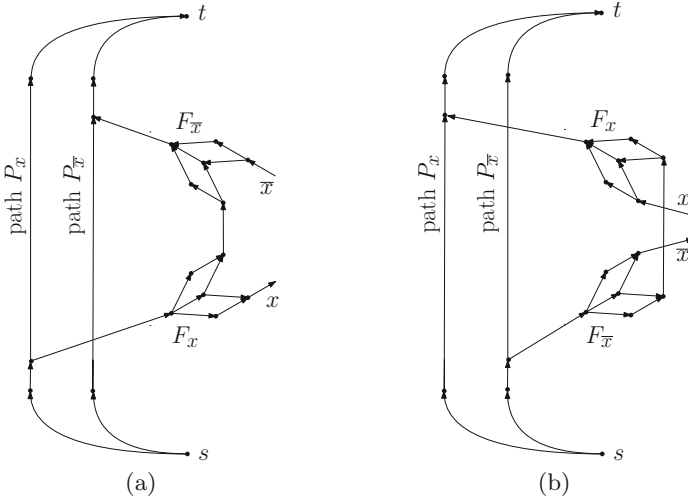 t
path P_x
path P_x̅
F_x̅
x̅
x
F_x
s
(a)
t
path P_x
path P_x̅
F_x
x
x̅
F_x̅
s
(b)